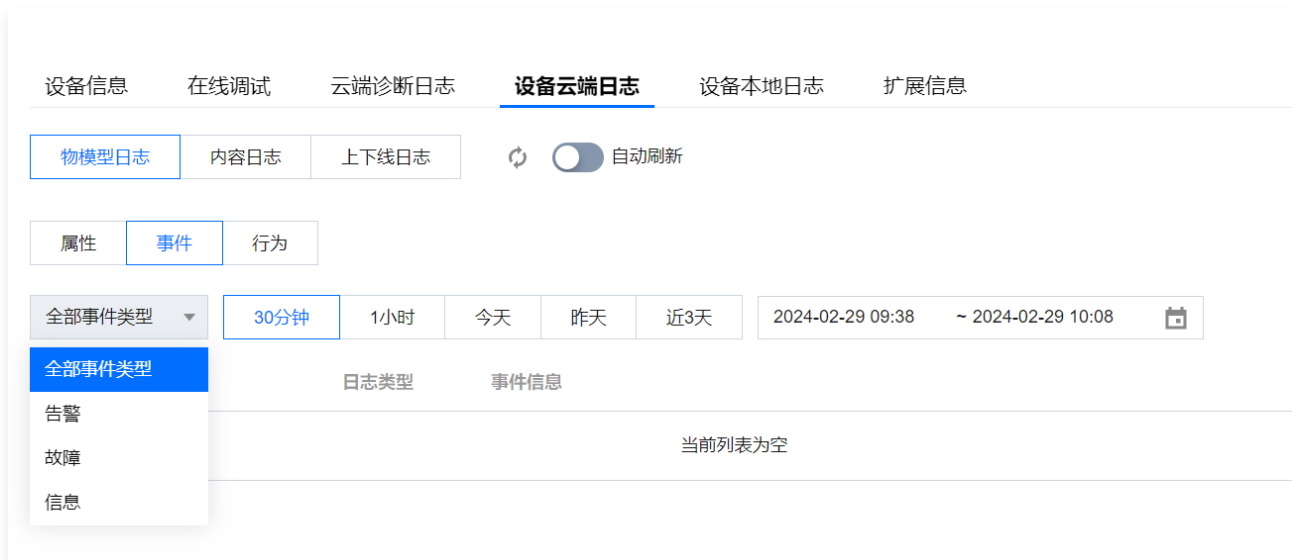 设备信息 在线调试 云端诊断日志 设备云端日志 设备本地日志 扩展信息
物模型日志 内容日志 上下线日志 自动刷新
属性 事件 行为
全部事件类型 30分钟 1小时 今天 昨天 近3天 2024-02-29 09:38 ~ 2024-02-29 10:08
全部事件类型 日志类型 事件信息
告警
当前列表为空
故障
信息